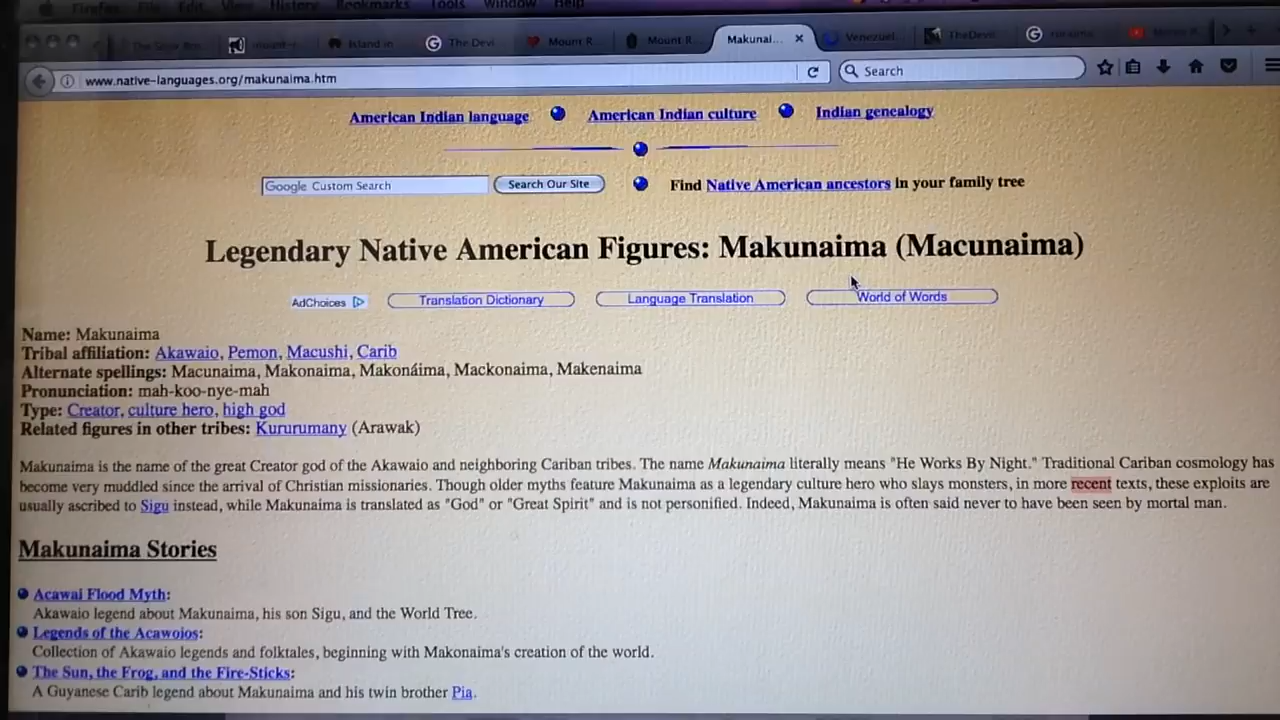 Firefox File Edit View History Bookmarks Tools Window Help
Island in
The Devi
Mount R
Mount R
Makunai... ×
Venezuel
TheDevil
www.native-languages.org/makunaima.htm
Search
American Indian language American Indian culture Indian genealogy
Google Custom Search Search Our Site Find Native American ancestors in your family tree
Legendary Native American Figures: Makunaima (Macunaima)
AdChoices Translation Dictionary Language Translation World of Words
Name: Makunaima
Tribal affiliation: Akawaio, Pemon, Macushi, Carib
Alternate spellings: Macunaima, Makonaima, Makonáima, Mackonaima, Makenaima
Pronunciation: mah-koo-nye-mah
Type: Creator, culture hero, high god
Related figures in other tribes: Kururumany (Arawak)
Makunaima is the name of the great Creator god of the Akawaio and neighboring Cariban tribes. The name Makunaima literally means "He Works By Night." Traditional Cariban cosmology has
become very muddled since the arrival of Christian missionaries. Though older myths feature Makunaima as a legendary culture hero who slays monsters, in more recent texts, these exploits are
usually ascribed to Sigu instead, while Makunaima is translated as "God" or "Great Spirit" and is not personified. Indeed, Makunaima is often said never to have been seen by mortal man.
Makunaima Stories
Acawai Flood Myth:
Akawaio legend about Makunaima, his son Sigu, and the World Tree.
Legends of the Acawoios:
Collection of Akawaio legends and folktales, beginning with Makonaima's creation of the world.
The Sun, the Frog, and the Fire-Sticks:
A Guyanese Carib legend about Makunaima and his twin brother Pia.